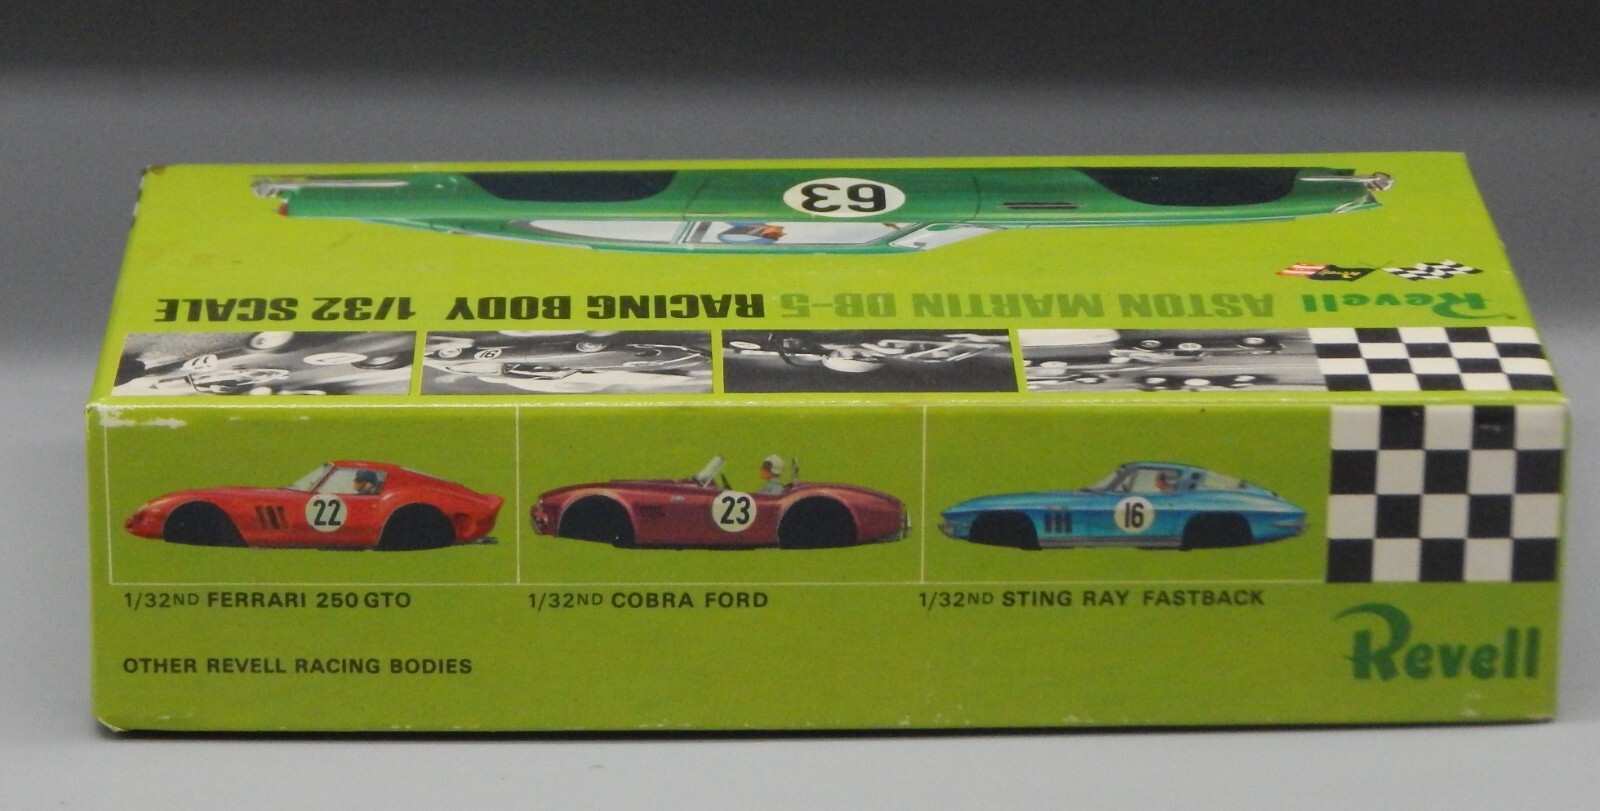 63
Revell ASTON MARTIN DB-5 RACING BODY 1/32 SCALE
16
22
23
16
1/32ND FERRARI 250 GTO
1/32ND COBRA FORD
1/32ND STING RAY FASTBACK
OTHER REVELL RACING BODIES
Revell